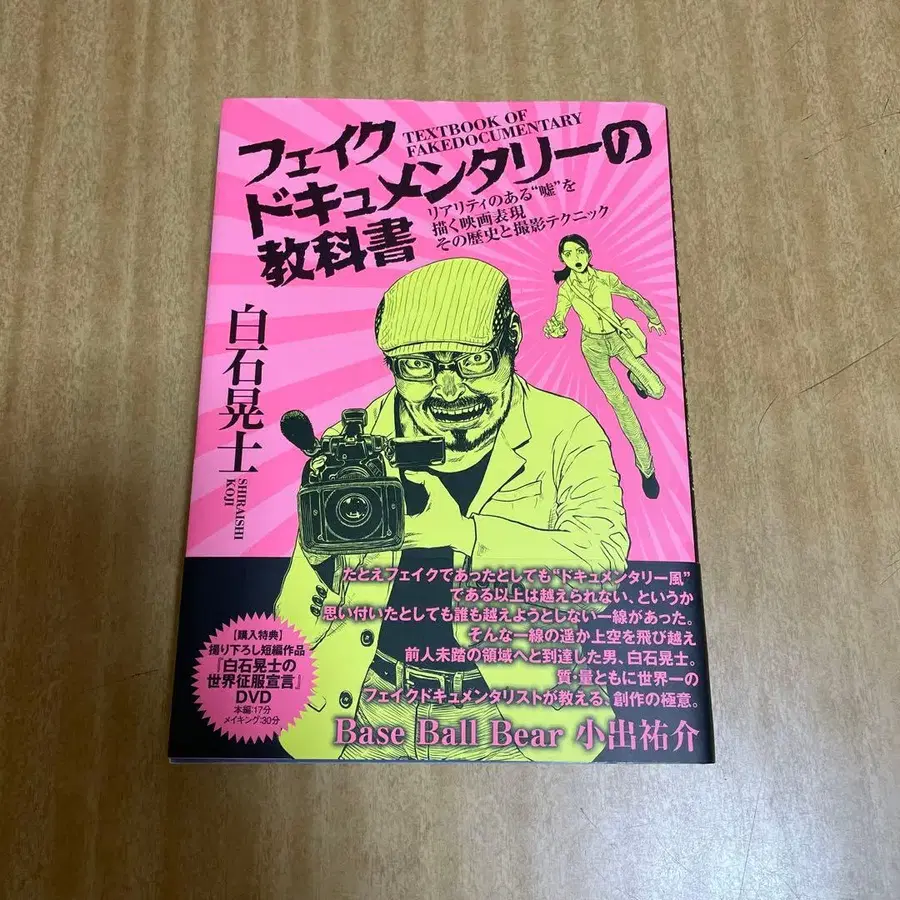 フェイク
ドキュメンタリーの
教科書
TEXTBOOK OF
FAKEDOCUMENTARY
リアリティのある“嘘”を
描く映画表現
その歴史と撮影テクニック
白石晃士
SHIRAISHI
KOJI
たとえフェイクであったとしても“ドキュメンタリー風”
である以上は越えられない、というか
思い付いたとしても誰も越えようとしない一線があった。
そんな一線の遥か上空を飛び越え
前人未踏の領域へと到達した男、白石晃士。
質・量ともに世界一の
フェイクドキュメンタリストが教える、創作の極意。
Base Ball Bear 小出祐介
【購入特典】
撮り下ろし短編作品
『白石晃士の
世界征服宣言』
DVD
本編:17分
メイキング:30分